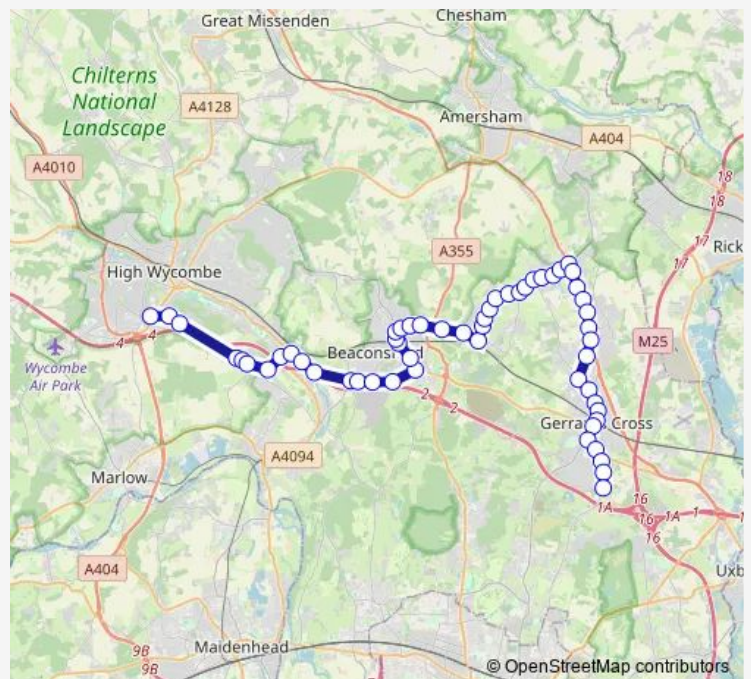 Great Missenden
Chesham
Chilterns
National
Landscape
A4128
Amersham
A404
A4010
18
18
17
Rick
A355
High Wycombe
17
4
4
M25
Wycombe
Air Park
2
2
A4094
Marlow
16
1A
16
1A
1
16
A404
Uxb
Maidenhead
9B
9B
© OpenStreetMap contributors